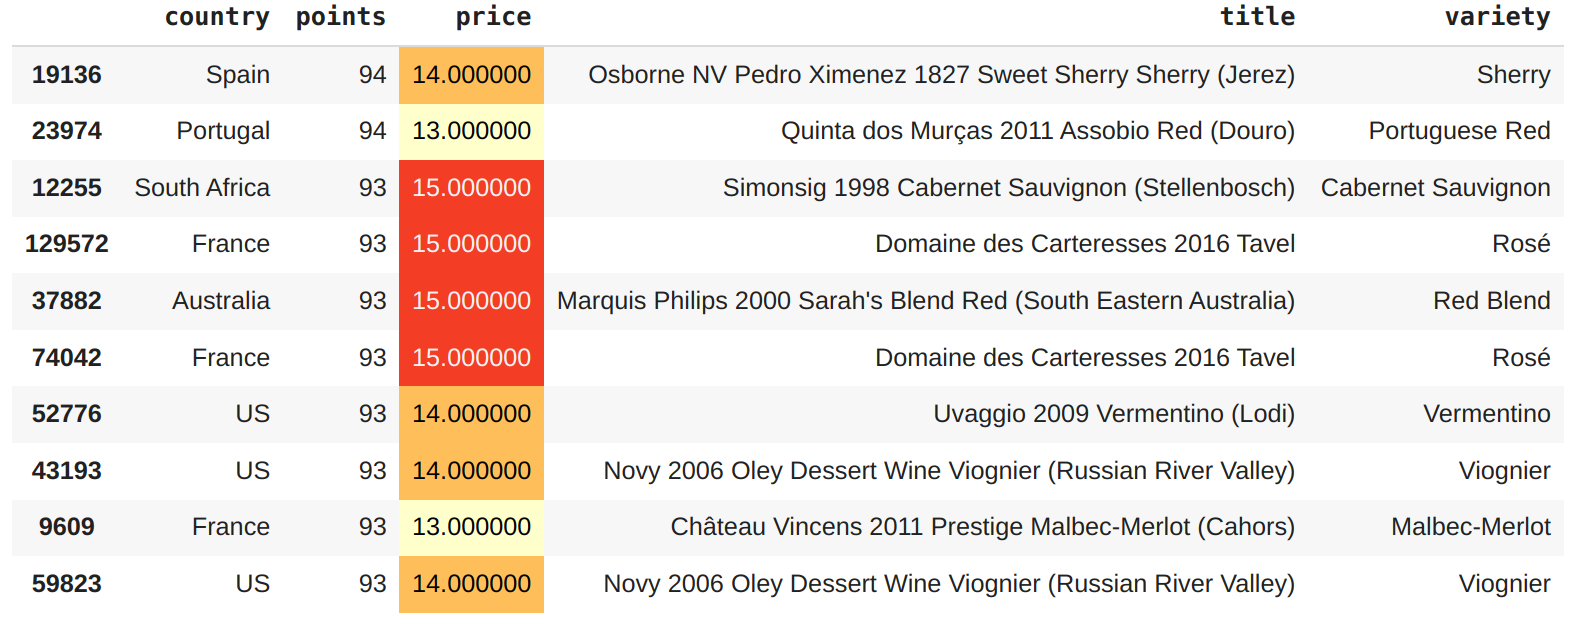 country points price title variety
19136 Spain 94 14.000000 Osborne NV Pedro Ximenez 1827 Sweet Sherry Sherry (Jerez) Sherry
23974 Portugal 94 13.000000 Quinta dos Murças 2011 Assobio Red (Douro) Portuguese Red
12255 South Africa 93 15.000000 Simonsig 1998 Cabernet Sauvignon (Stellenbosch) Cabernet Sauvignon
129572 France 93 15.000000 Domaine des Carteresses 2016 Tavel Rosé
37882 Australia 93 15.000000 Marquis Philips 2000 Sarah's Blend Red (South Eastern Australia) Red Blend
74042 France 93 15.000000 Domaine des Carteresses 2016 Tavel Rosé
52776 US 93 14.000000 Uvaggio 2009 Vermentino (Lodi) Vermentino
43193 US 93 14.000000 Novy 2006 Oley Dessert Wine Viognier (Russian River Valley) Viognier
9609 France 93 13.000000 Château Vincens 2011 Prestige Malbec-Merlot (Cahors) Malbec-Merlot
59823 US 93 14.000000 Novy 2006 Oley Dessert Wine Viognier (Russian River Valley) Viognier